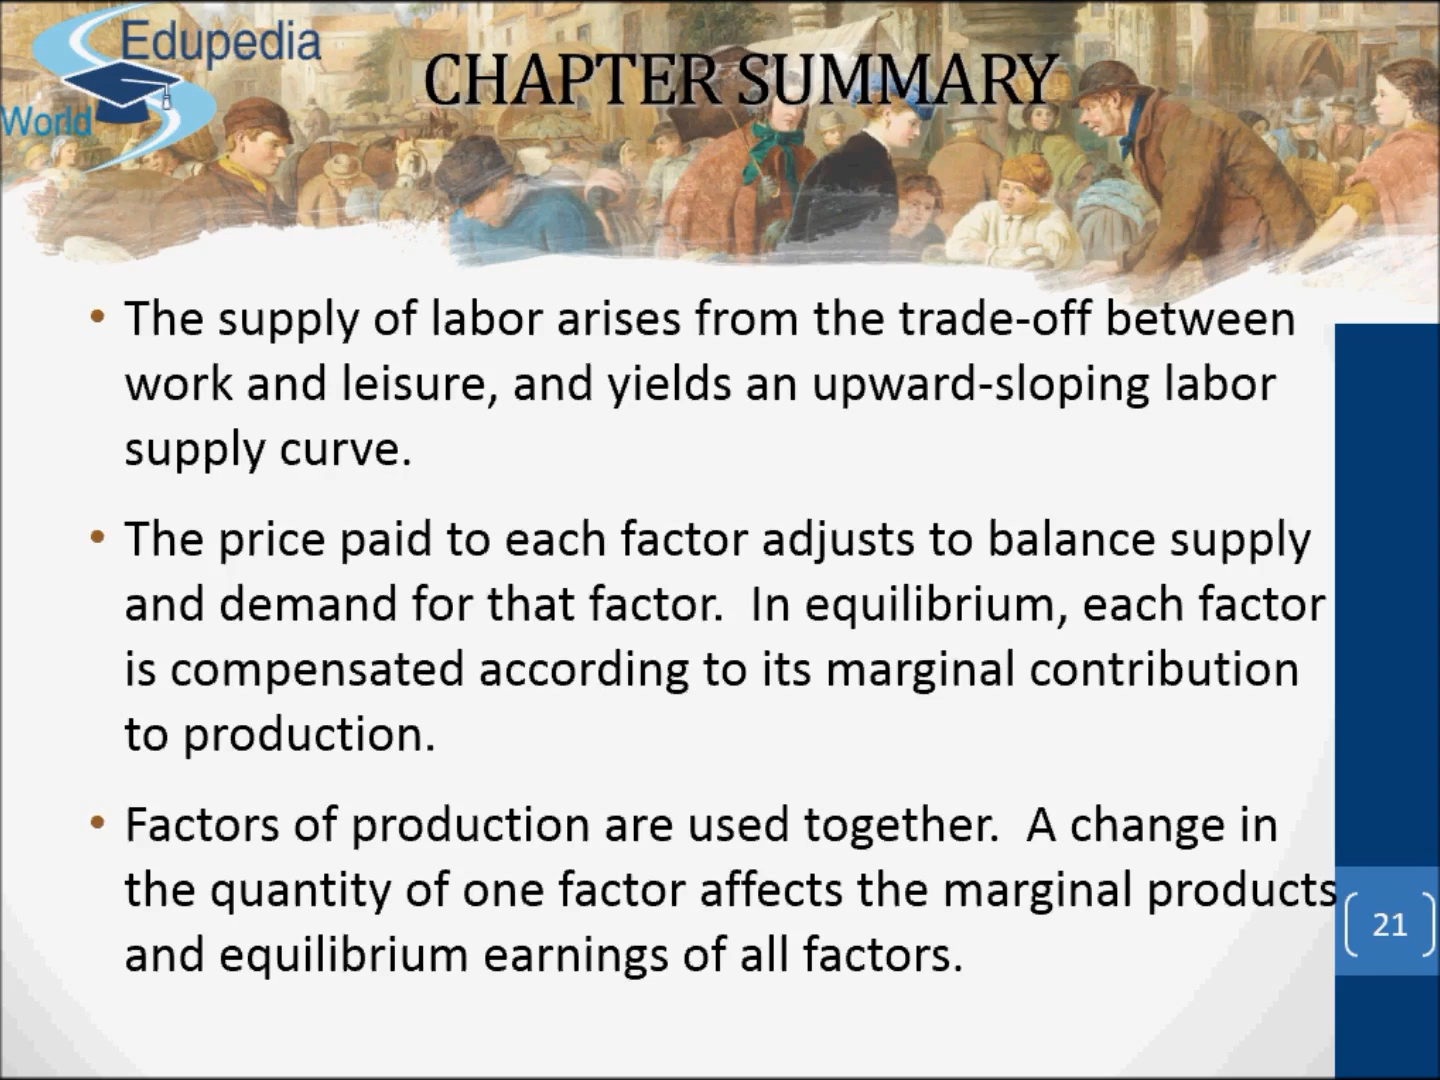 Edupedia
World
CHAPTER SUMMARY
• The supply of labor arises from the trade-off between
work and leisure, and yields an upward-sloping labor
supply curve.
• The price paid to each factor adjusts to balance supply
and demand for that factor.  In equilibrium, each factor
is compensated according to its marginal contribution
to production.
• Factors of production are used together.  A change in
the quantity of one factor affects the marginal products
and equilibrium earnings of all factors.
21